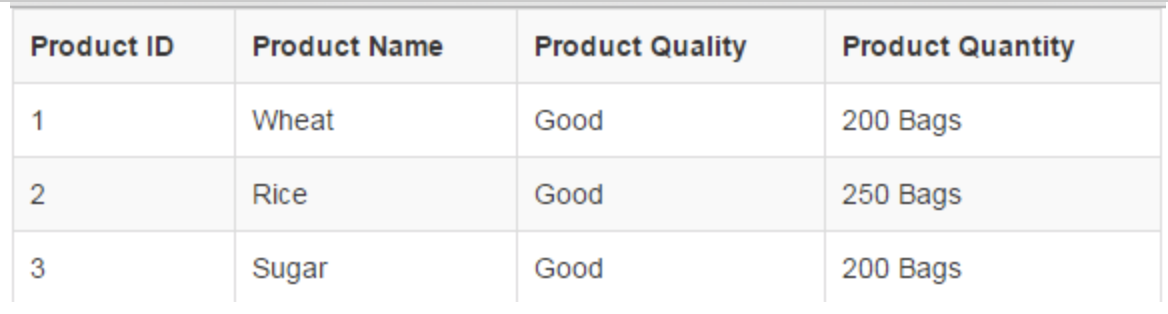 Product ID Product Name Product Quality Product Quantity
1 Wheat Good 200 Bags
2 Rice Good 250 Bags
3 Sugar Good 200 Bags